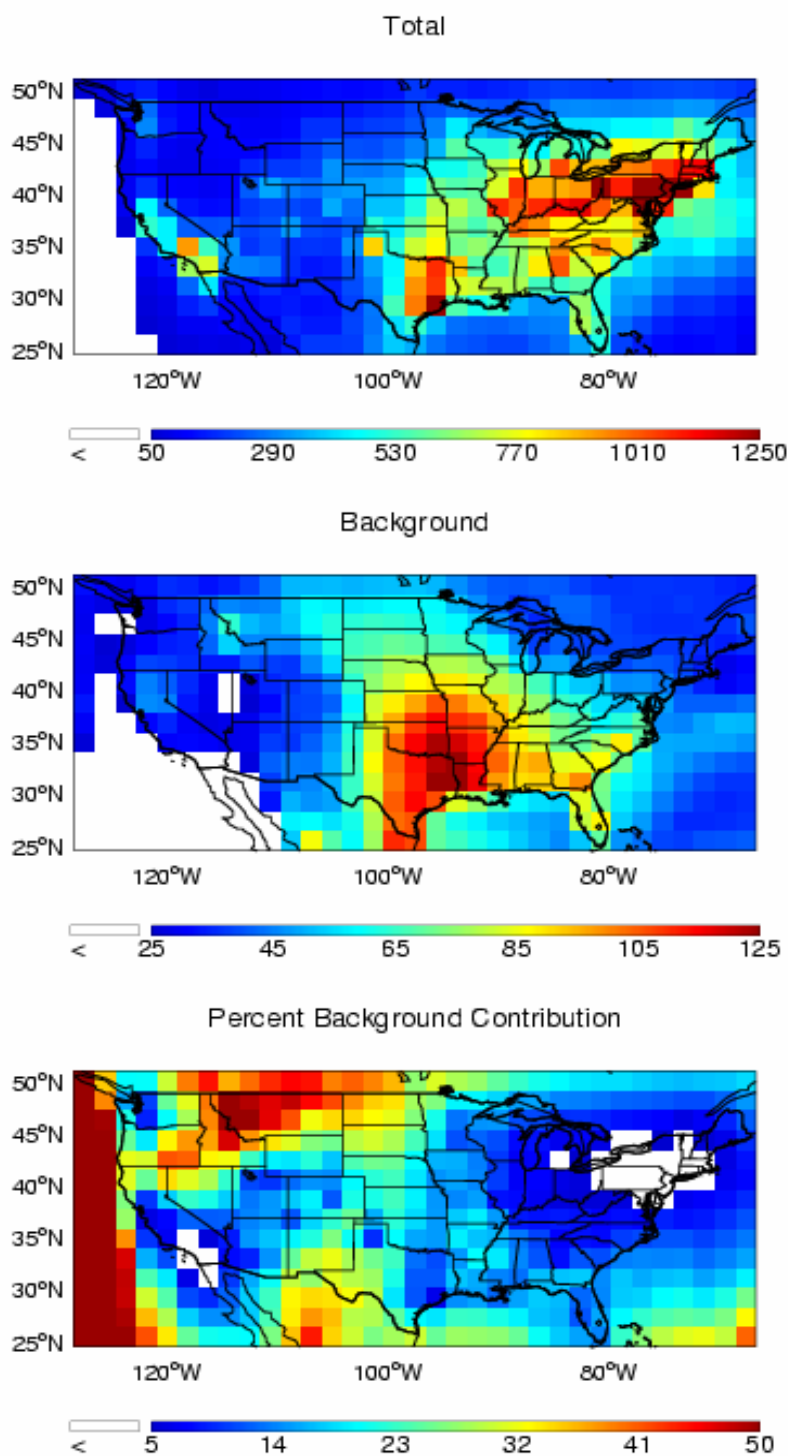 Total
50°N
45°N
40°N
35°N
30°N
25°N
120°W 100°W 80°W
< 50 290 530 770 1010 1250
Background
50°N
45°N
40°N
35°N
30°N
25°N
120°W 100°W 80°W
< 25 45 65 85 105 125
Percent Background Contribution
50°N
45°N
40°N
35°N
30°N
25°N
120°W 100°W 80°W
< 5 14 23 32 41 50